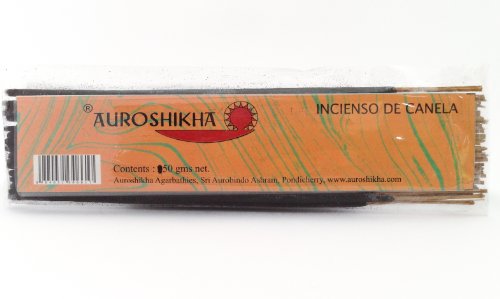 ® AUROSHIKHA
INCIENSO DE CANELA
Contents : 50 gms net.
Auroshikha Agarbathies, Sri Aurobindo Ashram, Pondicherry, www.auroshikha.com